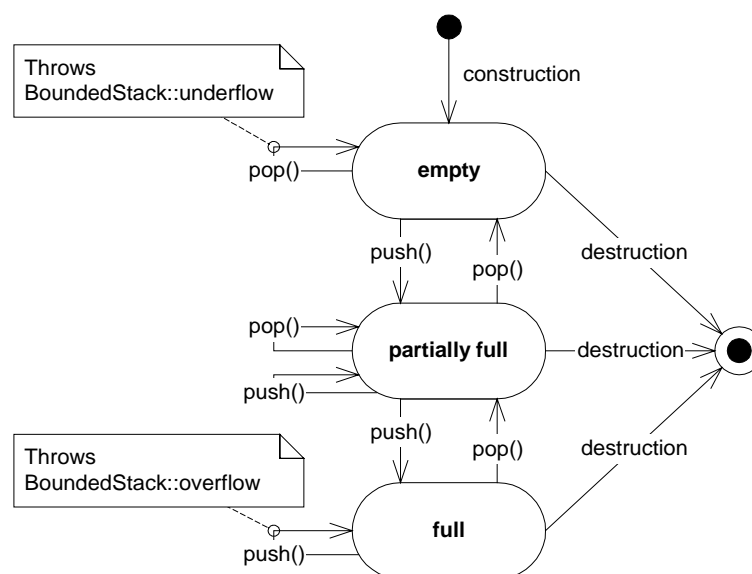 Throws
BoundedStack::underflow
construction
pop()
empty
push()
pop()
destruction
pop()
partially full
destruction
push()
push()
pop()
destruction
Throws
BoundedStack::overflow
full
push()